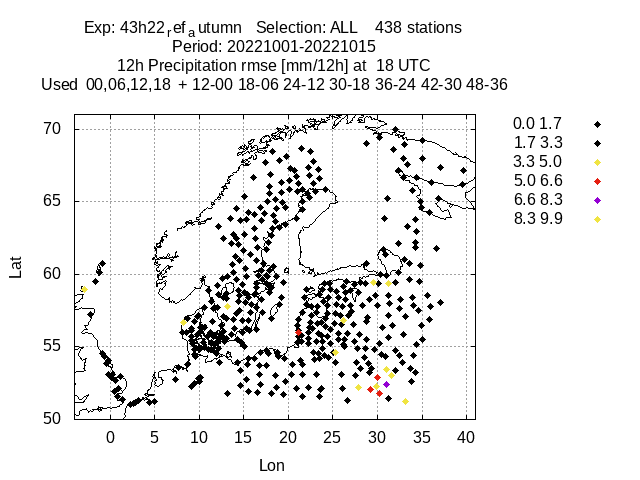 Exp: 43h22ref_autumn   Selection: ALL    438 stations
Period: 20221001-20221015
12h Precipitation rmse [mm/12h] at  18 UTC
Used  00,06,12,18  + 12-00 18-06 24-12 30-18 36-24 42-30 48-36
70
65
60
55
50
0 5 10 15 20 25 30 35 40
Lat
Lon
0.0 1.7
1.7 3.3
3.3 5.0
5.0 6.6
6.6 8.3
8.3 9.9